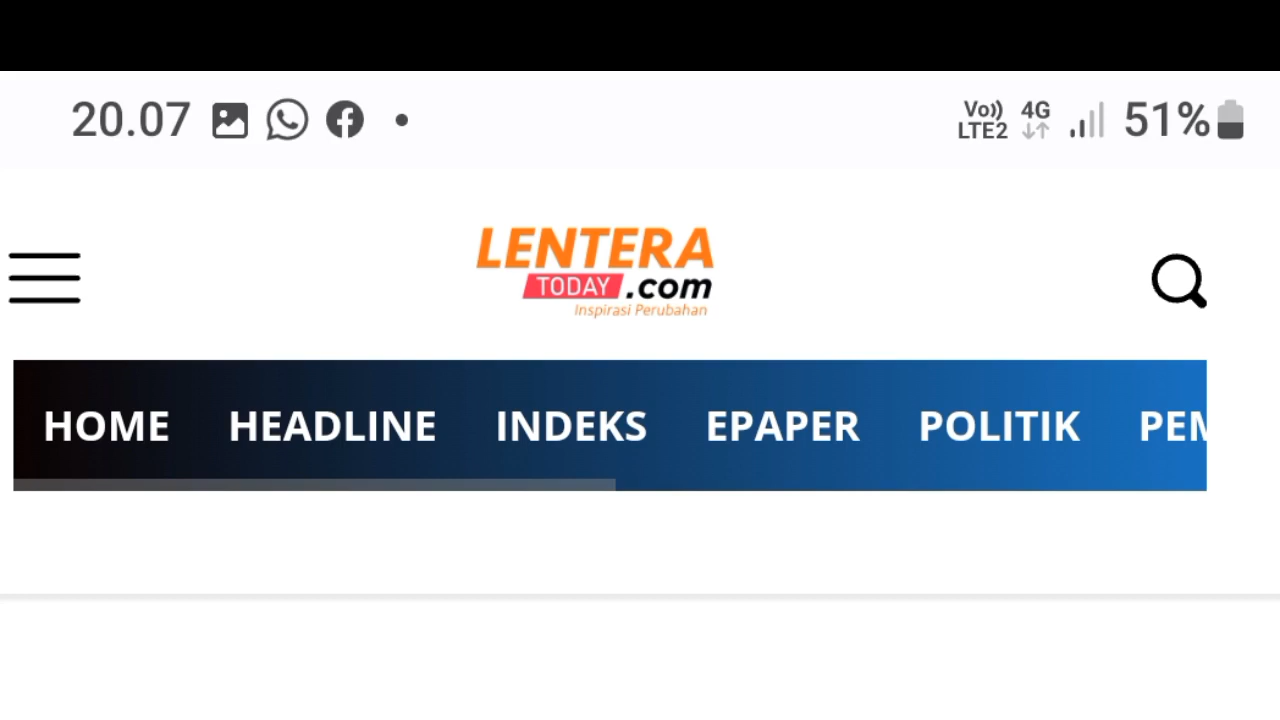 20.07 Vo)) LTE2 4G 51%
LENTERA
TODAY .com
Inspirasi Perubahan
HOME HEADLINE INDEKS EPAPER POLITIK